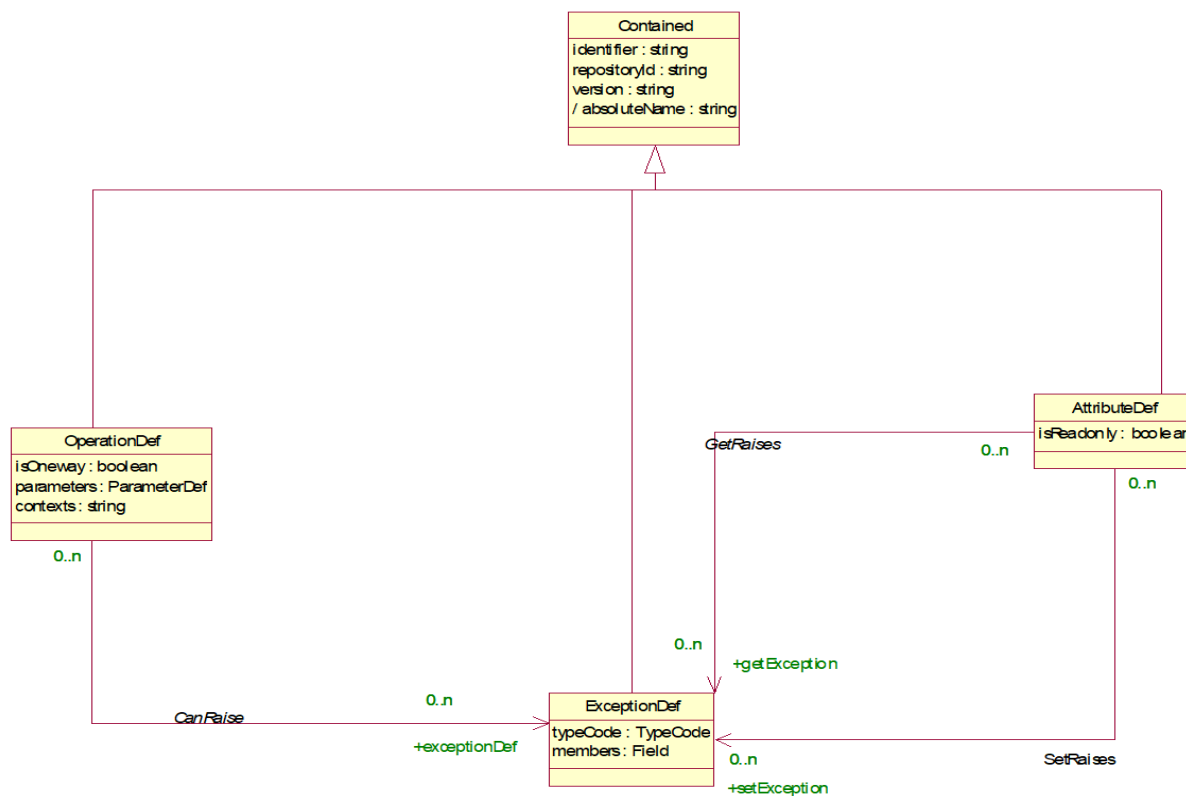 Contained
identifier : string
repositoryId : string
version : string
/ absoluteName : string
OperationDef
isOneway : boolean
parameters : ParameterDef
contexts : string
0..n
AttributeDef
isReadonly : boolean
GetRaises
0..n
0..n
0..n
+getException
CanRaise
0..n
+exceptionDef
ExceptionDef
typeCode : TypeCode
members : Field
0..n
+setException
SetRaises